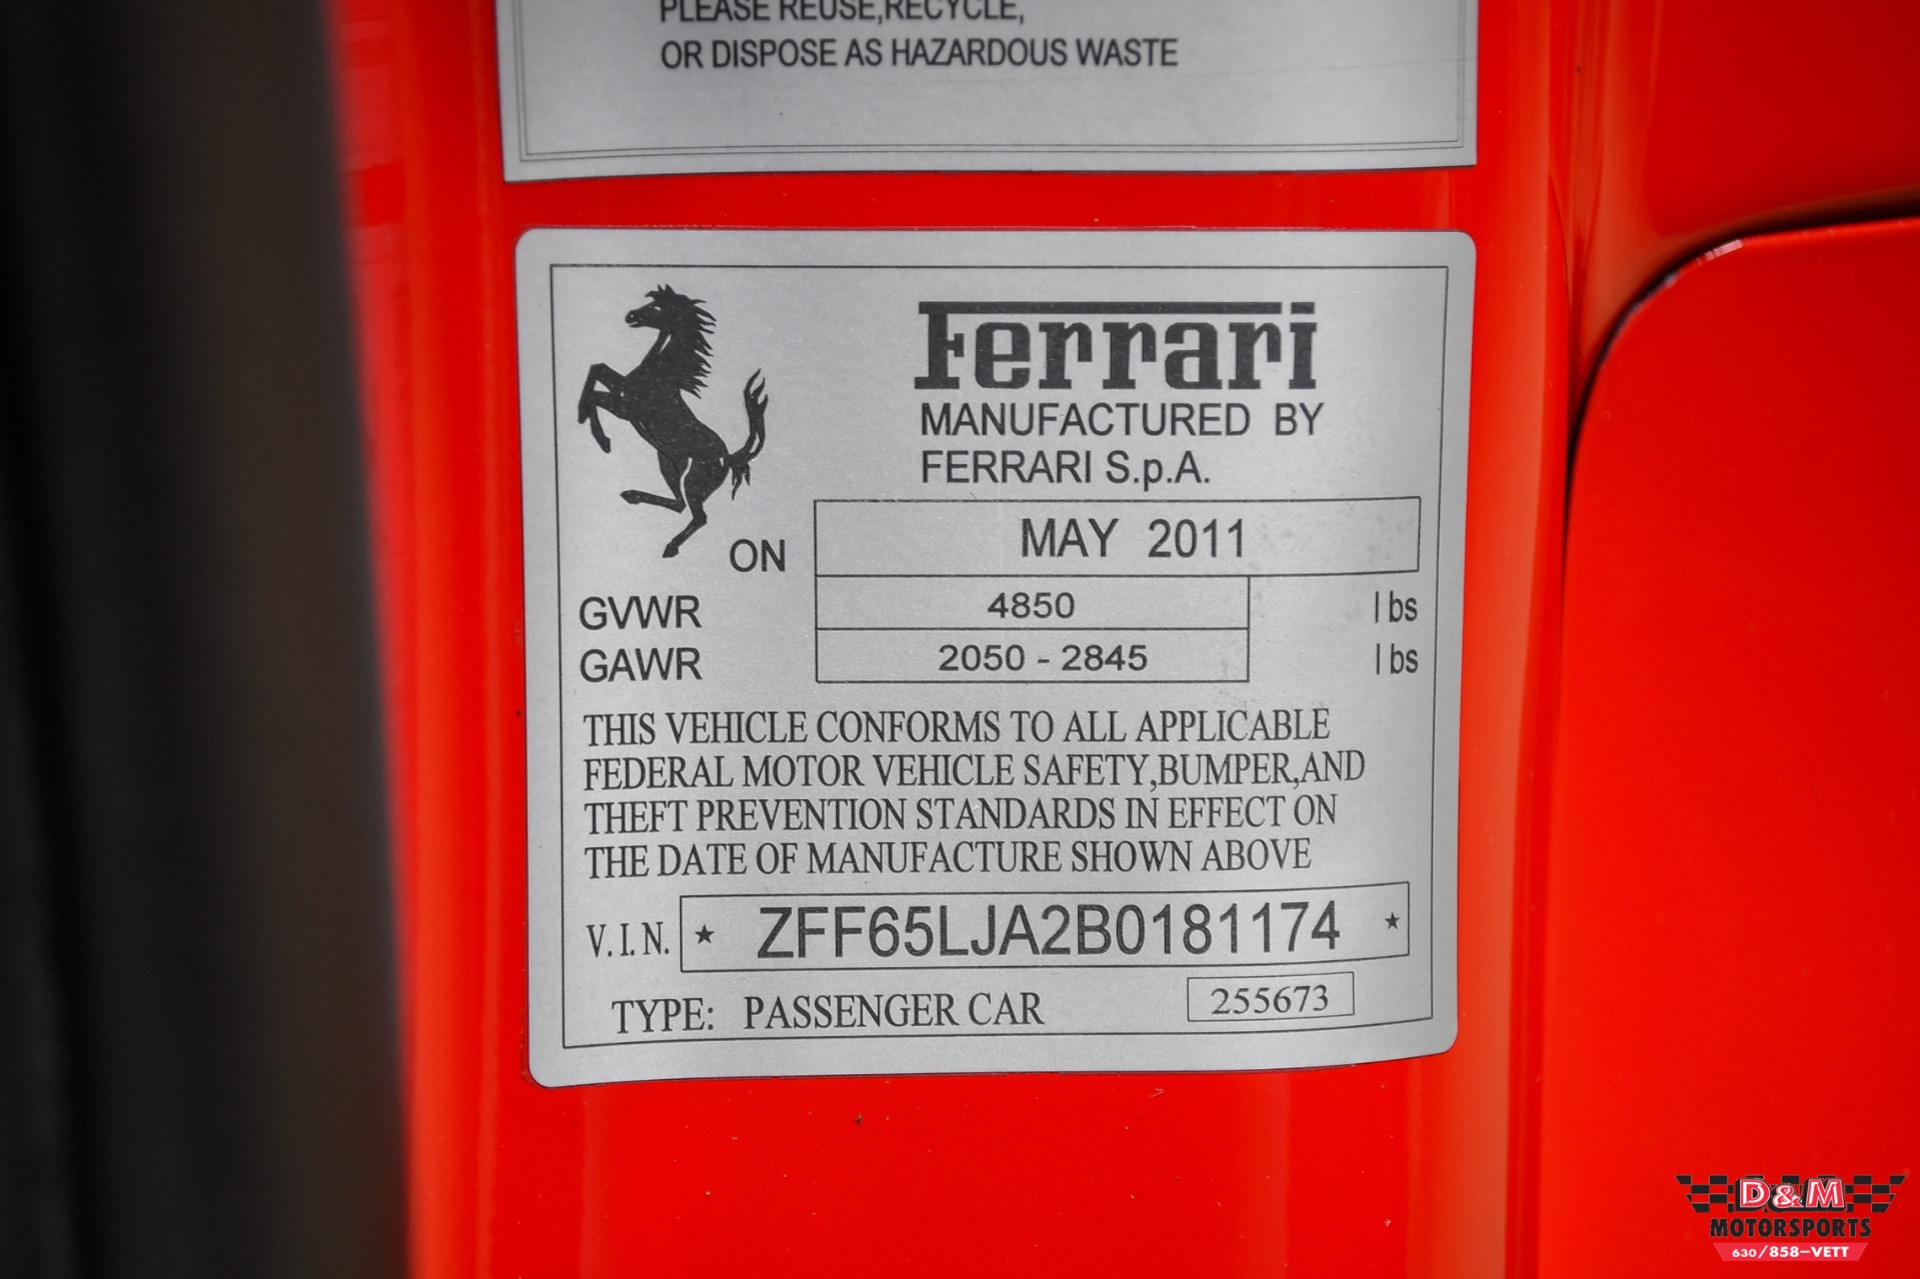 PLEASE REUSE,RECYCLE,
OR DISPOSE AS HAZARDOUS WASTE
Ferrari
MANUFACTURED BY
FERRARI S.p.A.
ON MAY 2011
GVWR 4850 lbs
GAWR 2050 - 2845 lbs
THIS VEHICLE CONFORMS TO ALL APPLICABLE
FEDERAL MOTOR VEHICLE SAFETY,BUMPER,AND
THEFT PREVENTION STANDARDS IN EFFECT ON
THE DATE OF MANUFACTURE SHOWN ABOVE
V.I.N. ★ ZFF65LJA2B0181174 ★
TYPE: PASSENGER CAR 255673
D&M
MOTORSPORTS
630/858-VETT